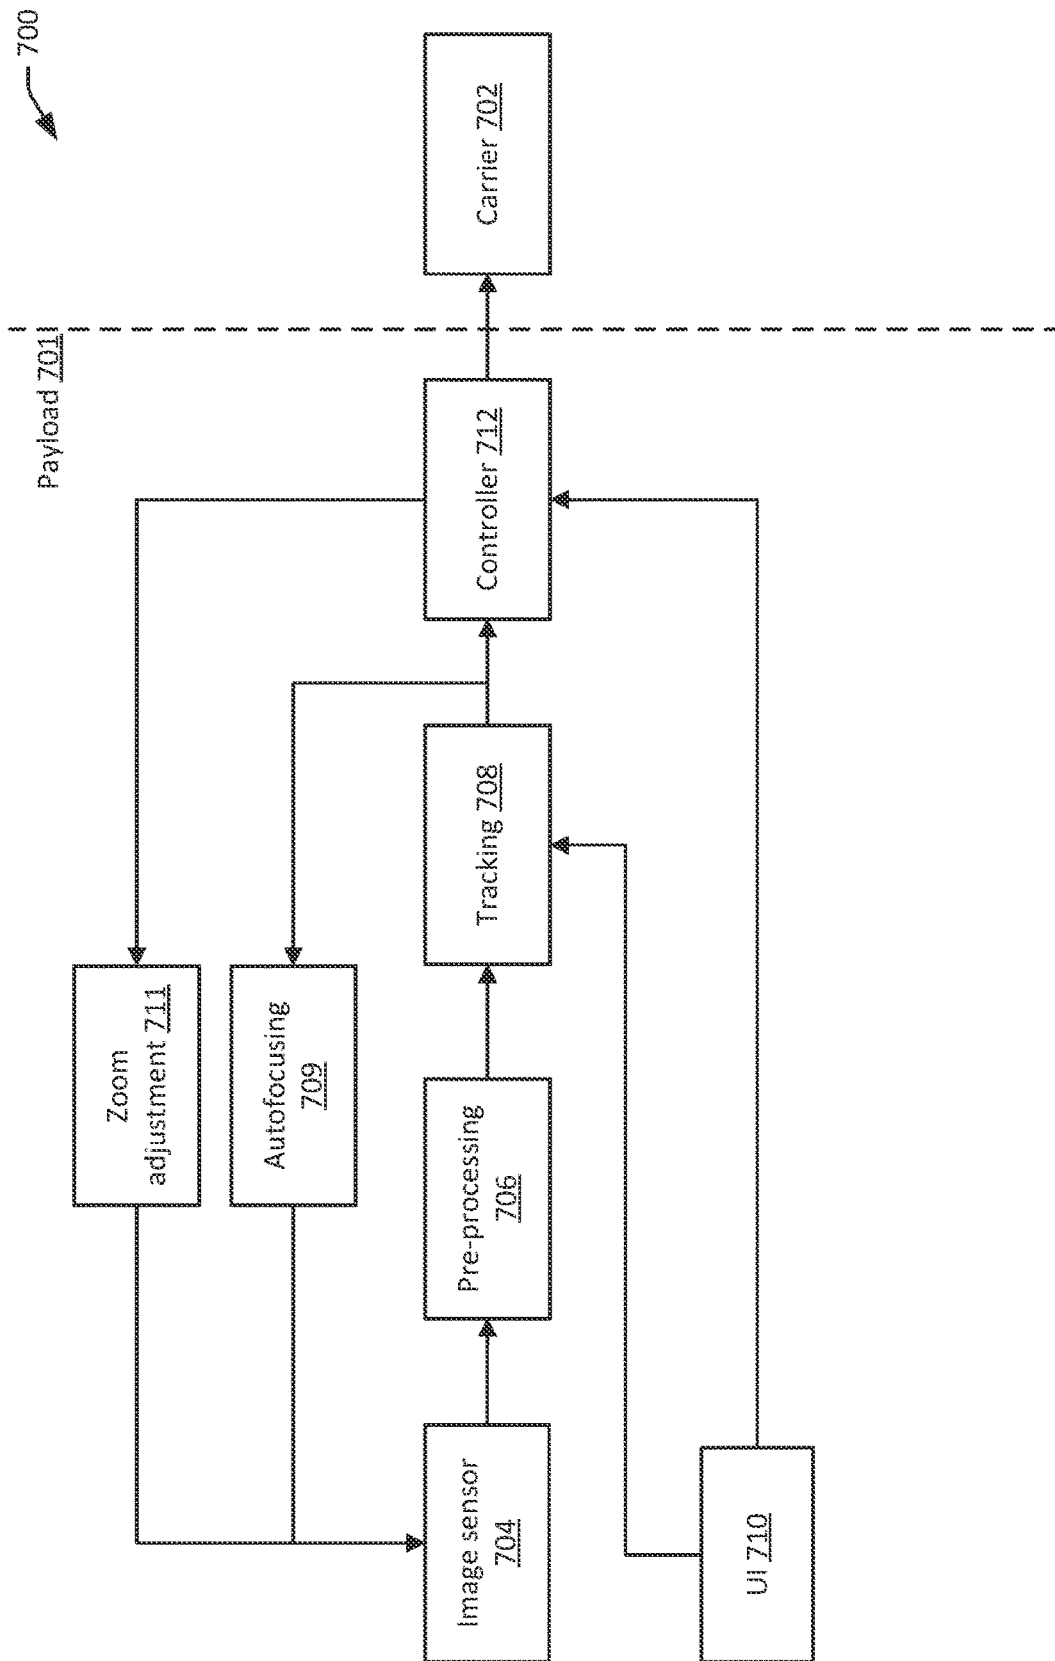 700
Payload 701
Zoom
adjustment 711
Autofocusing
709
Image sensor
704
Pre-processing
706
Tracking 708
Controller 712
Carrier 702
UI 710